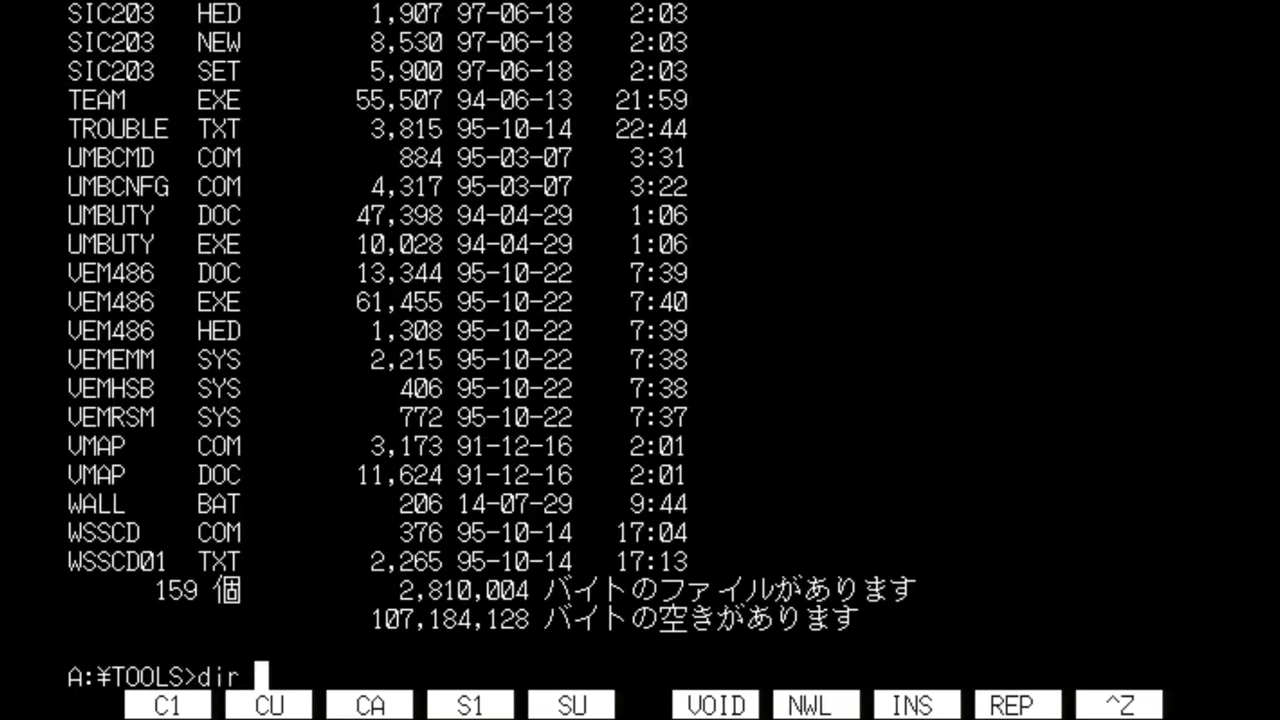 SIC203 HED 1,907 97-06-18 2:03
SIC203 NEW 8,530 97-06-18 2:03
SIC203 SET 5,900 97-06-18 2:03
TEAM EXE 55,507 94-06-13 21:59
TROUBLE TXT 3,815 95-10-14 22:44
UMBCMD COM 884 95-03-07 3:31
UMBCNFG COM 4,317 95-03-07 3:22
UMBUTY DOC 47,398 94-04-29 1:06
UMBUTY EXE 10,028 94-04-29 1:06
VEM486 DOC 13,344 95-10-22 7:39
VEM486 EXE 61,455 95-10-22 7:40
VEM486 HED 1,308 95-10-22 7:39
VEMEMM SYS 2,215 95-10-22 7:38
VEMHSB SYS 406 95-10-22 7:38
VEMRSM SYS 772 95-10-22 7:37
VMAP COM 3,173 91-12-16 2:01
VMAP DOC 11,624 91-12-16 2:01
WALL BAT 206 14-07-29 9:44
WSSCD COM 376 95-10-14 17:04
WSSCD01 TXT 2,265 95-10-14 17:13
159 個 2,810,004 バイトのファイルがあります
107,184,128 バイトの空きがあります
A:¥TOOLS>dir
C1 CU CA S1 SU VOID NWL INS REP ^Z